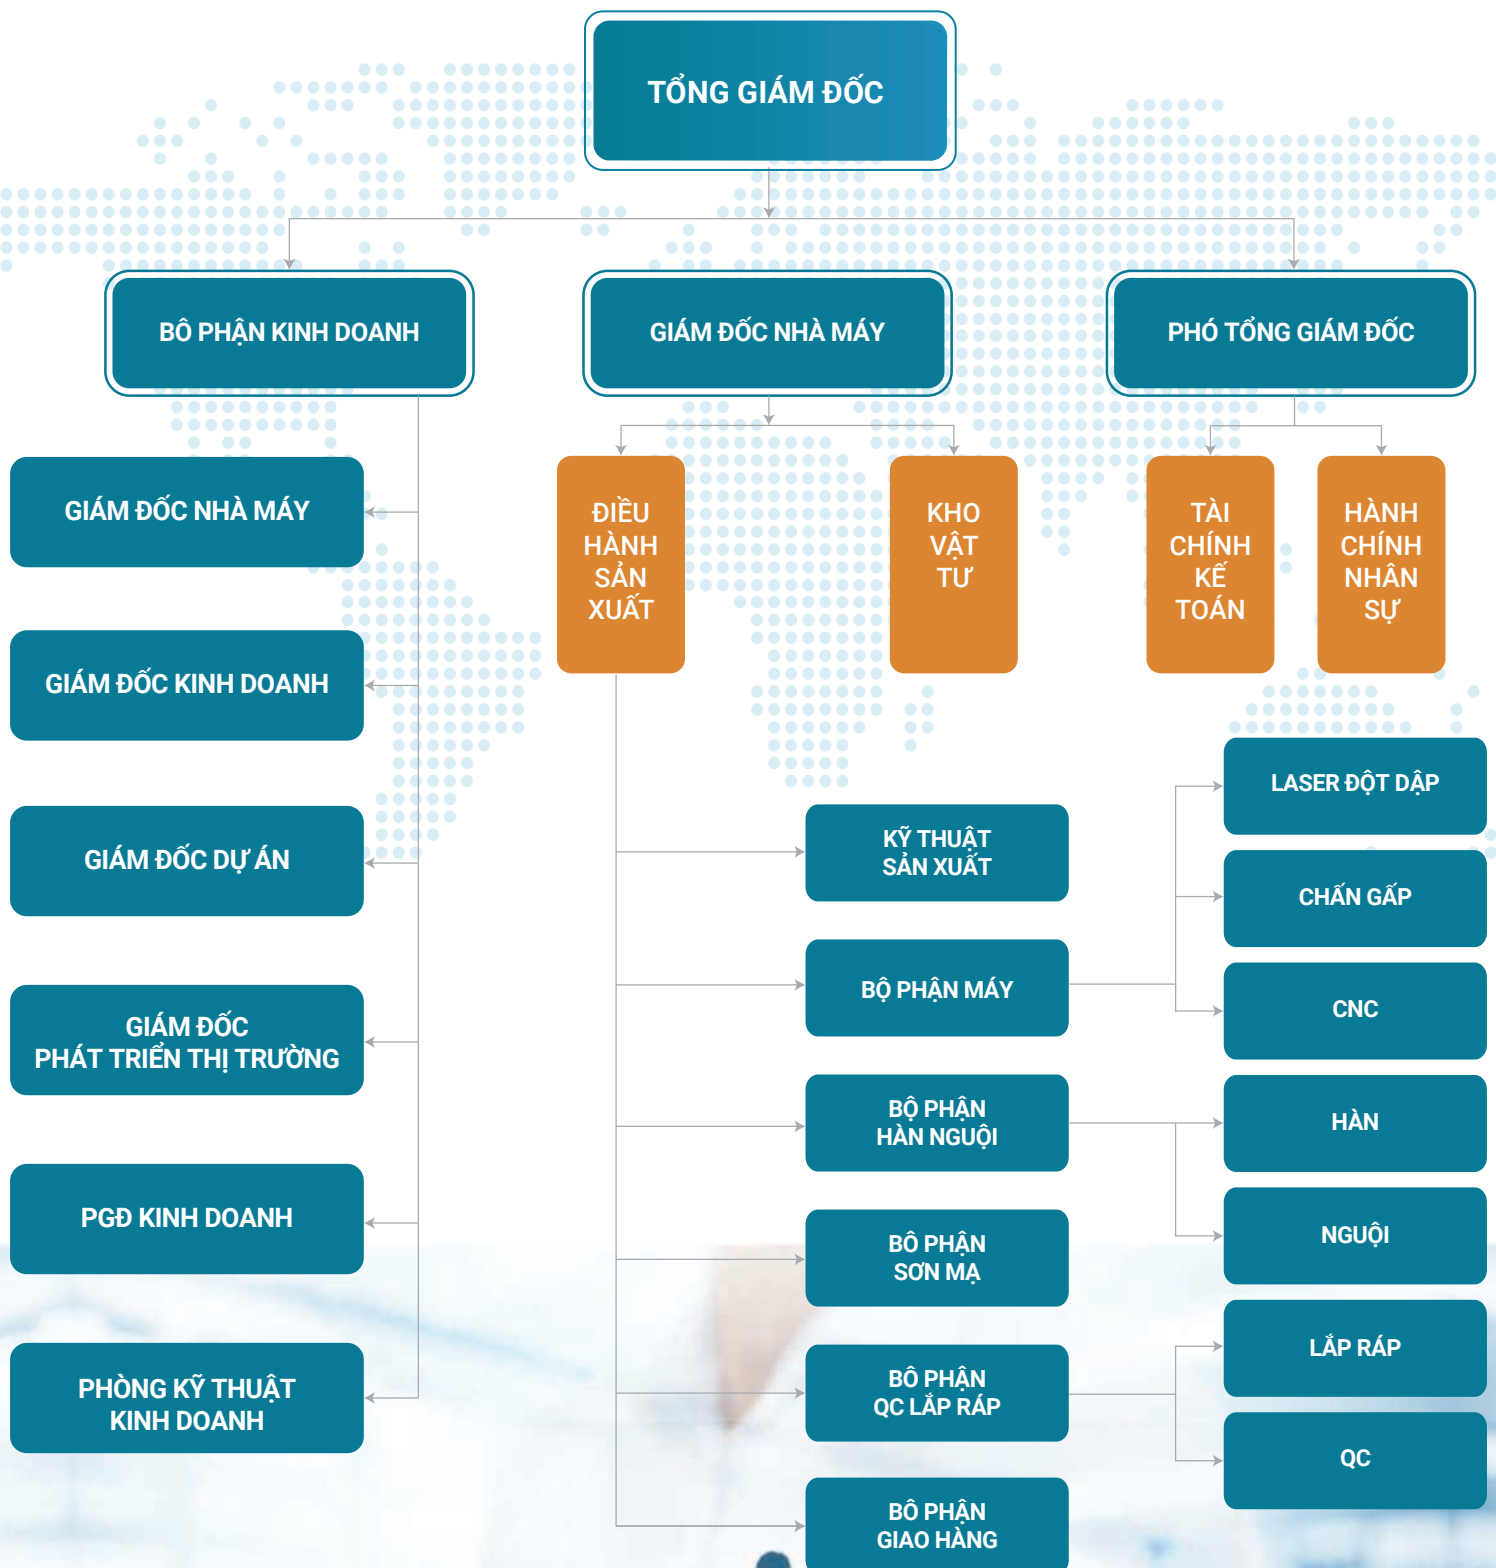 TỔNG GIÁM ĐỐC
BÔ PHẬN KINH DOANH
GIÁM ĐỐC NHÀ MÁY
PHÓ TỔNG GIÁM ĐỐC
GIÁM ĐỐC NHÀ MÁY
GIÁM ĐỐC KINH DOANH
GIÁM ĐỐC DỰ ÁN
GIÁM ĐỐC
PHÁT TRIỂN THỊ TRƯỜNG
PGĐ KINH DOANH
PHÒNG KỸ THUẬT
KINH DOANH
ĐIỀU
HÀNH
SẢN
XUẤT
KHO
VẬT
TƯ
TÀI
CHÍNH
KẾ
TOÁN
HÀNH
CHÍNH
NHÂN
SỰ
KỸ THUẬT
SẢN XUẤT
BỘ PHẬN MÁY
BỘ PHẬN
HÀN NGUỘI
BÔ PHẬN
SƠN MẠ
BÔ PHẬN
QC LẮP RÁP
BÔ PHẬN
GIAO HÀNG
LASER ĐỘT DẬP
CHẤN GẤP
CNC
HÀN
NGUỘI
LẮP RÁP
QC